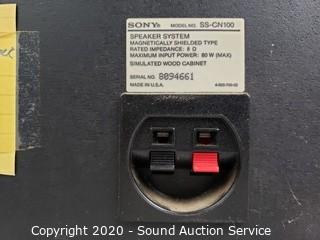 SONY®
MODEL NO. SS-CN100
SPEAKER SYSTEM
MAGNETICALLY SHIELDED TYPE
RATED IMPEDANCE: 8 Ω
MAXIMUM INPUT POWER: 80 W (MAX)
SIMULATED WOOD CABINET
SERIAL NO. 8094661
MADE IN U.S.A.
Copyright 2020 - Sound Auction Service